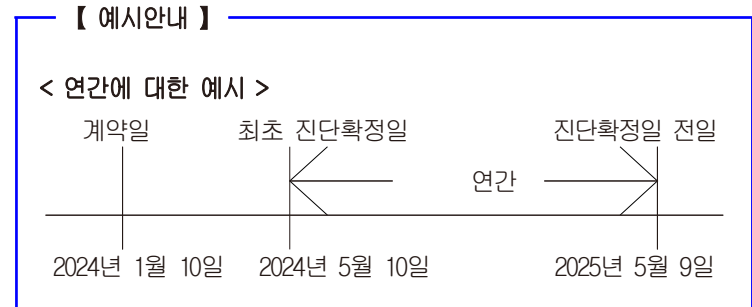 【 예시안내 】
< 연간에 대한 예시 >
계약일 최초 진단확정일 진단확정일 전일
연간
2024년 1월 10일 2024년 5월 10일 2025년 5월 9일